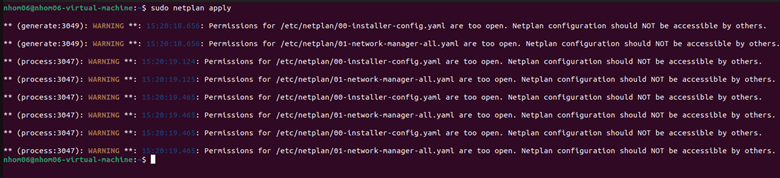 nhom06@nhom06-virtual-machine:~$ sudo netplan apply
** (generate:3049): WARNING **: 15:20:18.656: Permissions for /etc/netplan/00-installer-config.yaml are too open. Netplan configuration should NOT be accessible by others.
** (generate:3049): WARNING **: 15:20:18.656: Permissions for /etc/netplan/01-network-manager-all.yaml are too open. Netplan configuration should NOT be accessible by others.
** (process:3047): WARNING **: 15:20:19.124: Permissions for /etc/netplan/00-installer-config.yaml are too open. Netplan configuration should NOT be accessible by others.
** (process:3047): WARNING **: 15:20:19.125: Permissions for /etc/netplan/01-network-manager-all.yaml are too open. Netplan configuration should NOT be accessible by others.
** (process:3047): WARNING **: 15:20:19.465: Permissions for /etc/netplan/00-installer-config.yaml are too open. Netplan configuration should NOT be accessible by others.
** (process:3047): WARNING **: 15:20:19.465: Permissions for /etc/netplan/01-network-manager-all.yaml are too open. Netplan configuration should NOT be accessible by others.
** (process:3047): WARNING **: 15:20:19.465: Permissions for /etc/netplan/00-installer-config.yaml are too open. Netplan configuration should NOT be accessible by others.
** (process:3047): WARNING **: 15:20:19.465: Permissions for /etc/netplan/01-network-manager-all.yaml are too open. Netplan configuration should NOT be accessible by others.
nhom06@nhom06-virtual-machine:~$